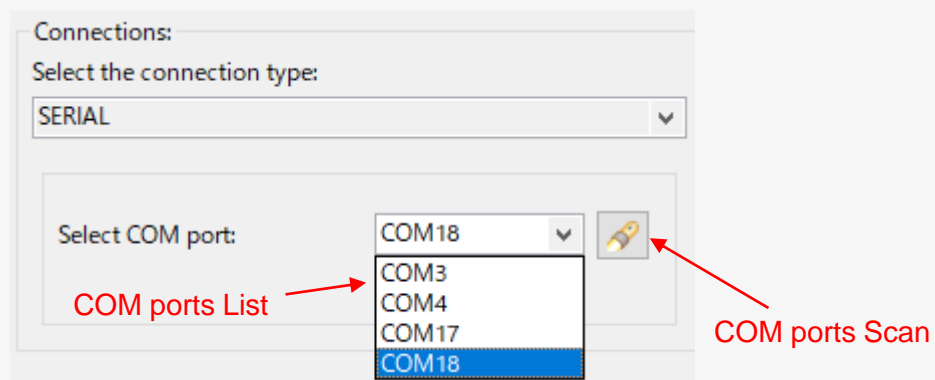 Connections:
Select the connection type:
SERIAL
Select COM port:
COM18
COM3
COM4
COM17
COM18
COM ports List
COM ports Scan